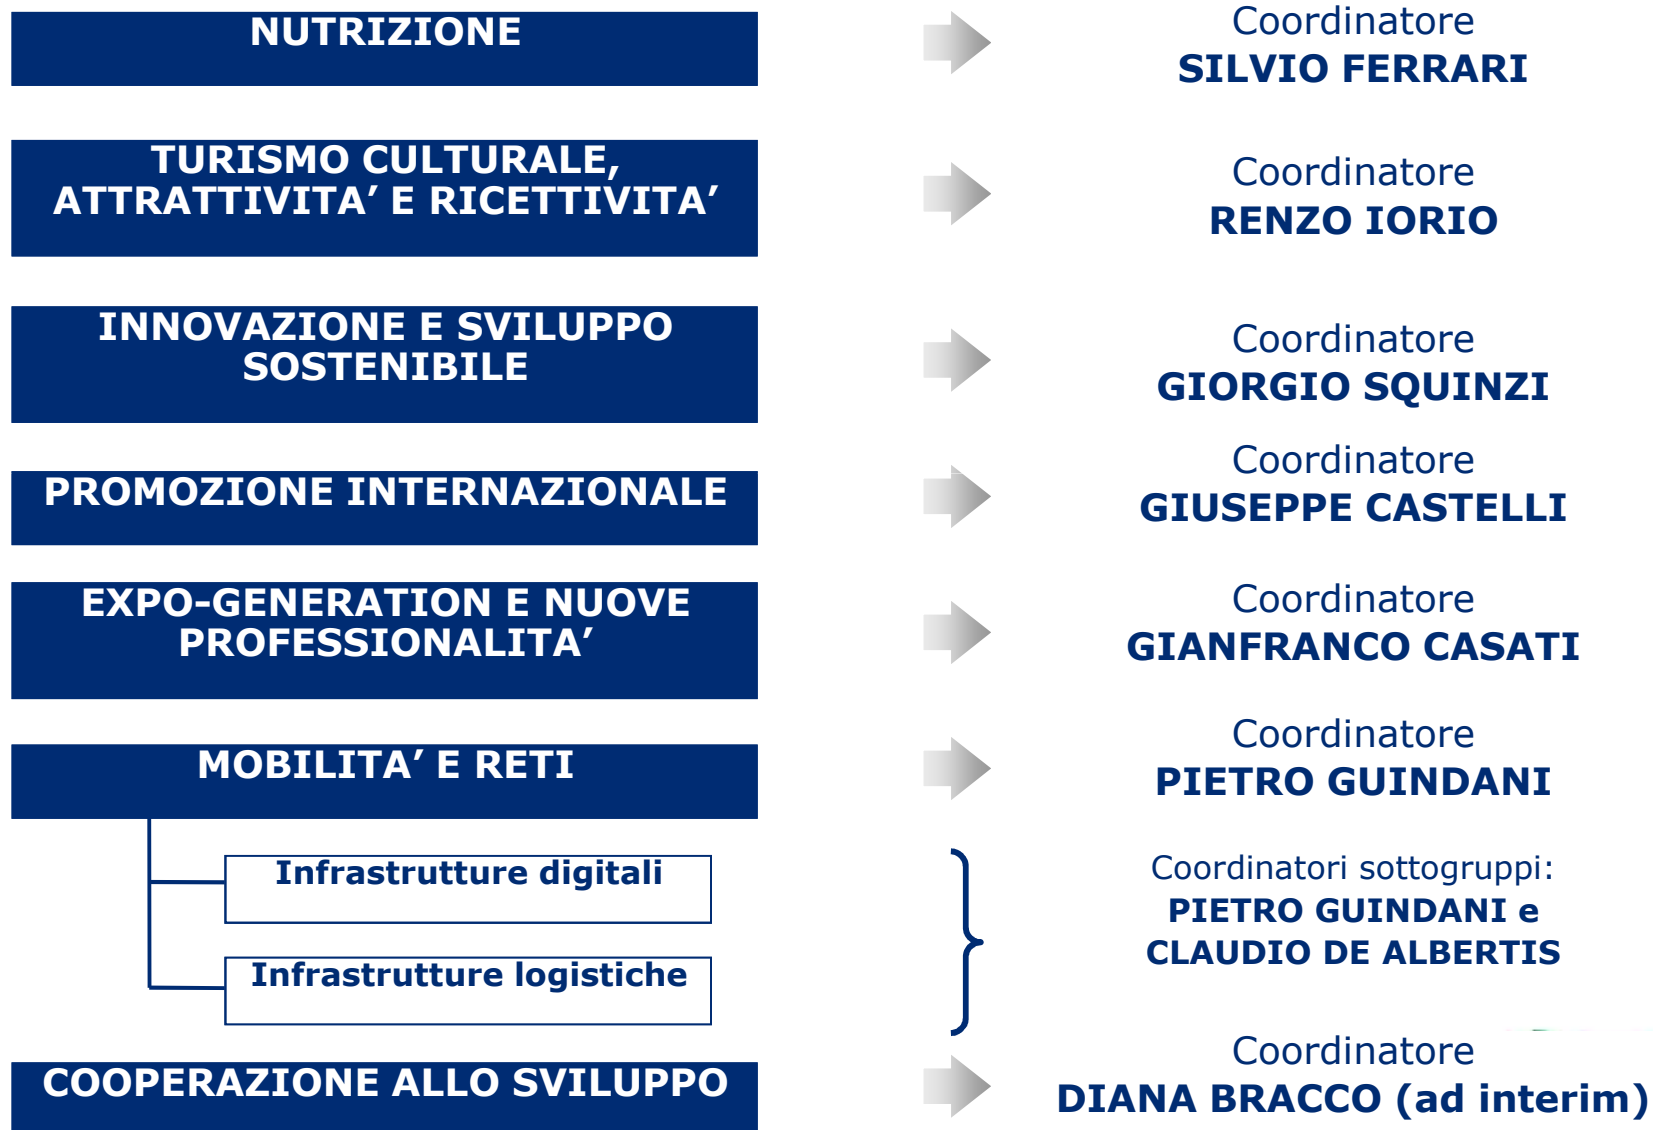 NUTRIZIONE
Coordinatore
SILVIO FERRARI
TURISMO CULTURALE,
ATTRATTIVITA’ E RICETTIVITA’
Coordinatore
RENZO IORIO
INNOVAZIONE E SVILUPPO
SOSTENIBILE
Coordinatore
GIORGIO SQUINZI
PROMOZIONE INTERNAZIONALE
Coordinatore
GIUSEPPE CASTELLI
EXPO-GENERATION E NUOVE
PROFESSIONALITA’
Coordinatore
GIANFRANCO CASATI
MOBILITA’ E RETI
Coordinatore
PIETRO GUINDANI
Infrastrutture digitali
Infrastrutture logistiche
Coordinatori sottogruppi:
PIETRO GUINDANI e
CLAUDIO DE ALBERTIS
COOPERAZIONE ALLO SVILUPPO
Coordinatore
DIANA BRACCO (ad interim)